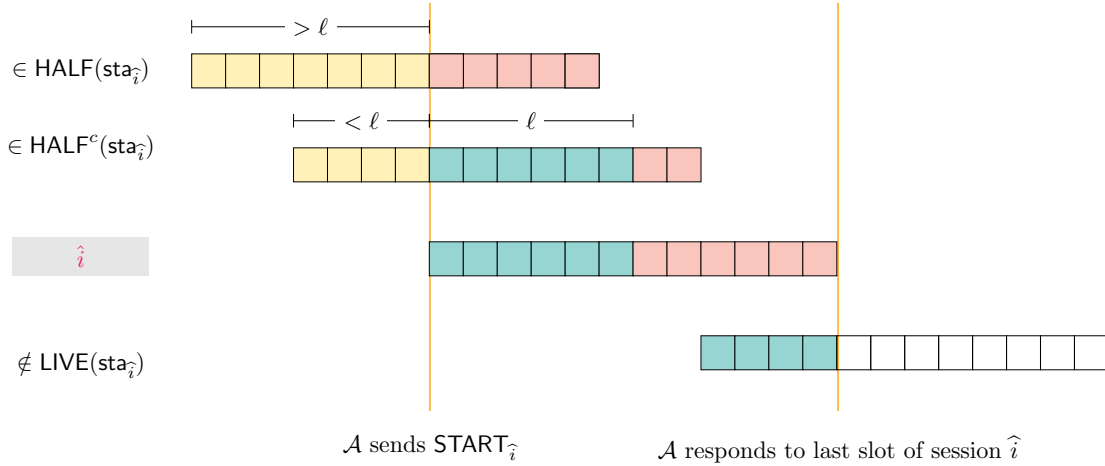 > ℓ
∈ HALF(sta_î)
< ℓ ℓ
∈ HALF^c(sta_î)
î
∉ LIVE(sta_î)
𝒜 sends START_î 𝒜 responds to last slot of session î